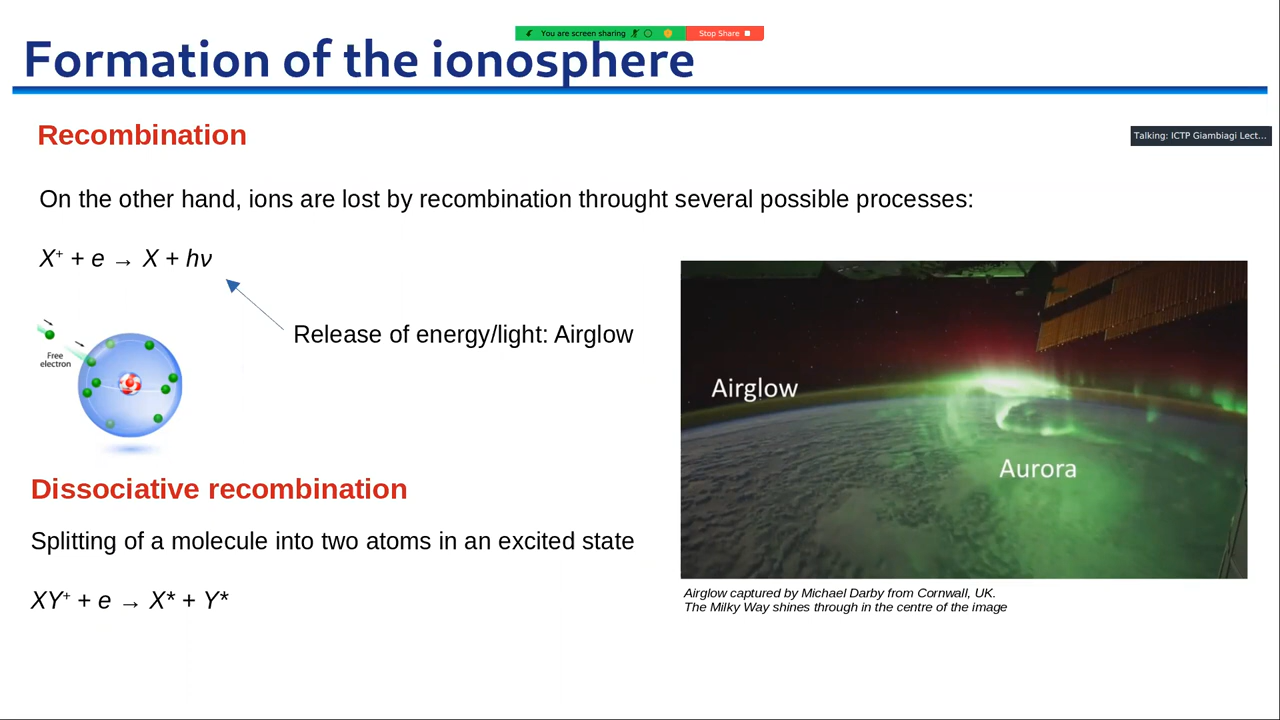 You are screen sharing
Stop Share
Formation of the ionosphere
Talking: ICTP Giambiagi Lect...
Recombination
On the other hand, ions are lost by recombination throught several possible processes:
X⁺ + e → X + hν
Release of energy/light: Airglow
Free
electron
Airglow
Aurora
Airglow captured by Michael Darby from Cornwall, UK.
The Milky Way shines through in the centre of the image
Dissociative recombination
Splitting of a molecule into two atoms in an excited state
XY⁺ + e → X* + Y*